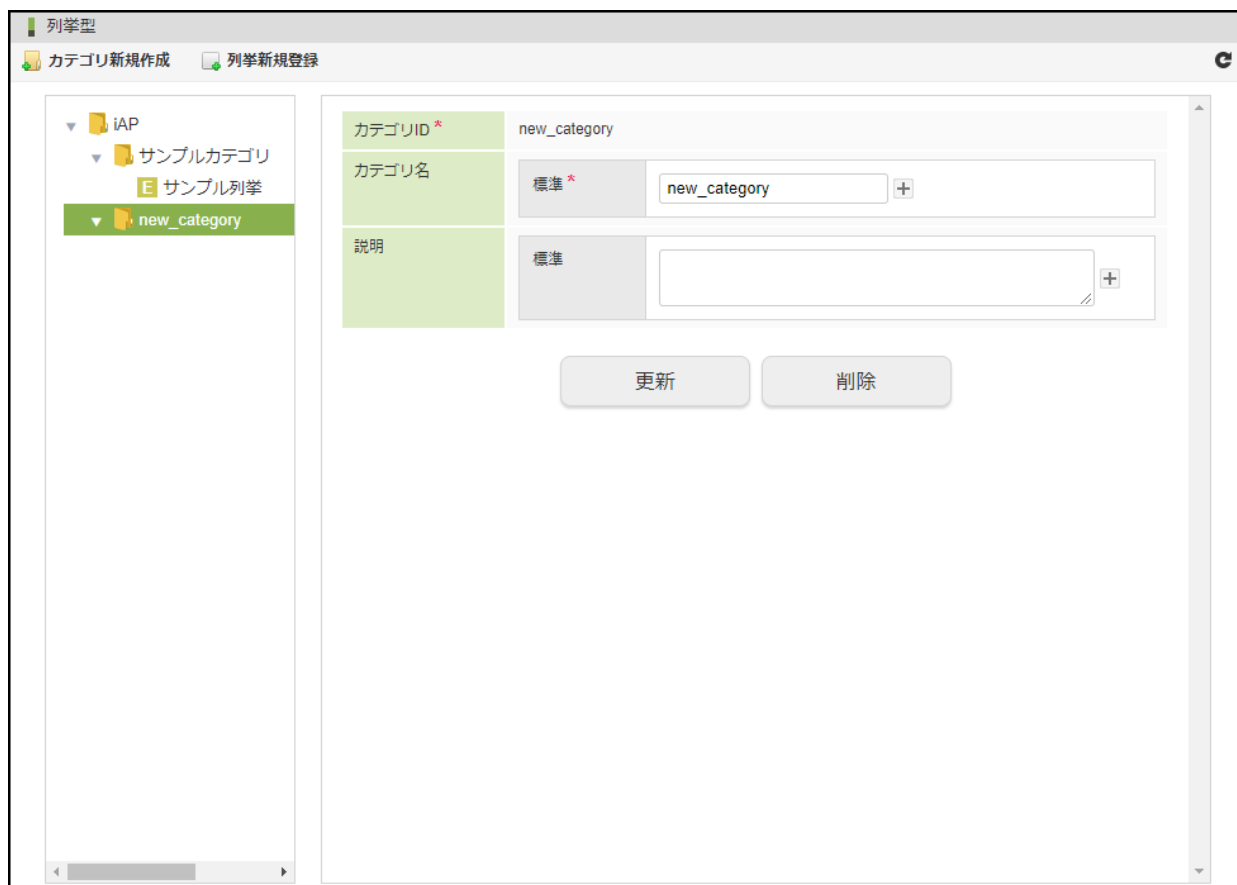 列挙型
カテゴリ新規作成 列挙新規登録
iAP
サンプルカテゴリ
E サンプル列挙
new_category
カテゴリID * new_category
カテゴリ名 標準 * new_category
説明 標準
更新 削除